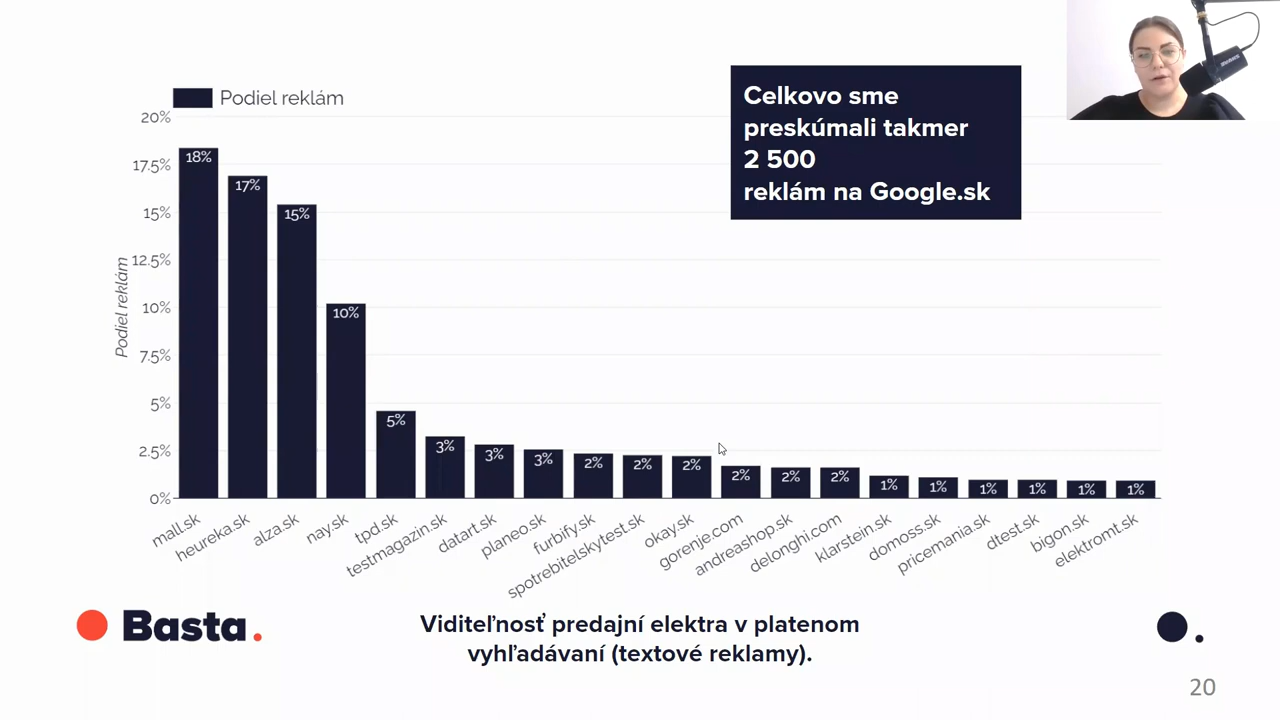 Podiel reklám
Celkovo sme
preskúmali takmer
2 500
reklám na Google.sk
Podiel reklám
20%
17.5%
15%
12.5%
10%
7.5%
5%
2.5%
0%
18%
17%
15%
10%
5%
3%
3%
3%
2%
2%
2%
2%
2%
2%
1%
1%
1%
1%
1%
1%
mall.sk
heureka.sk
alza.sk
nay.sk
tpd.sk
testmagazin.sk
datart.sk
planeo.sk
furbify.sk
spotrebitelskytest.sk
okay.sk
gorenje.com
andreashop.sk
delonghi.com
klarstein.sk
domoss.sk
pricemania.sk
dtest.sk
bigon.sk
elektromt.sk
Basta.
Viditeľnosť predajní elektra v platenom
vyhľadávaní (textové reklamy).
20